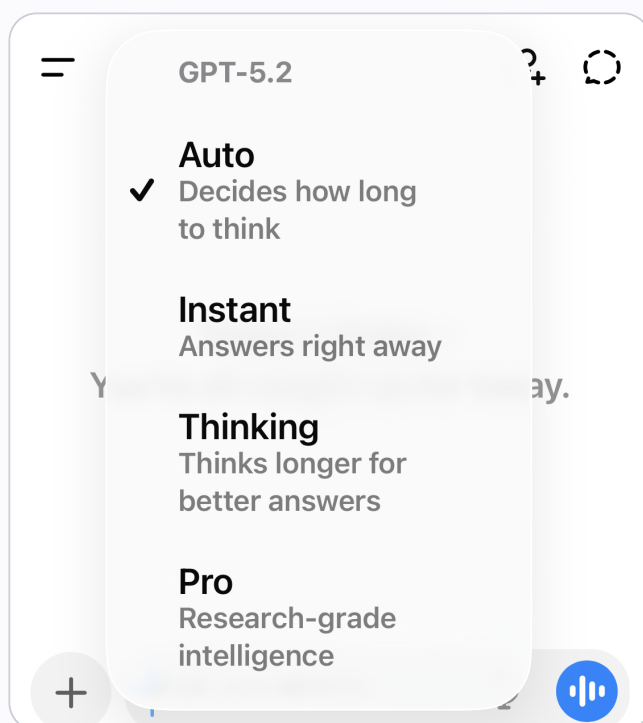 GPT-5.2
Auto
Decides how long
to think
Instant
Answers right away
ay.
Thinking
Thinks longer for
better answers
Pro
Research-grade
intelligence